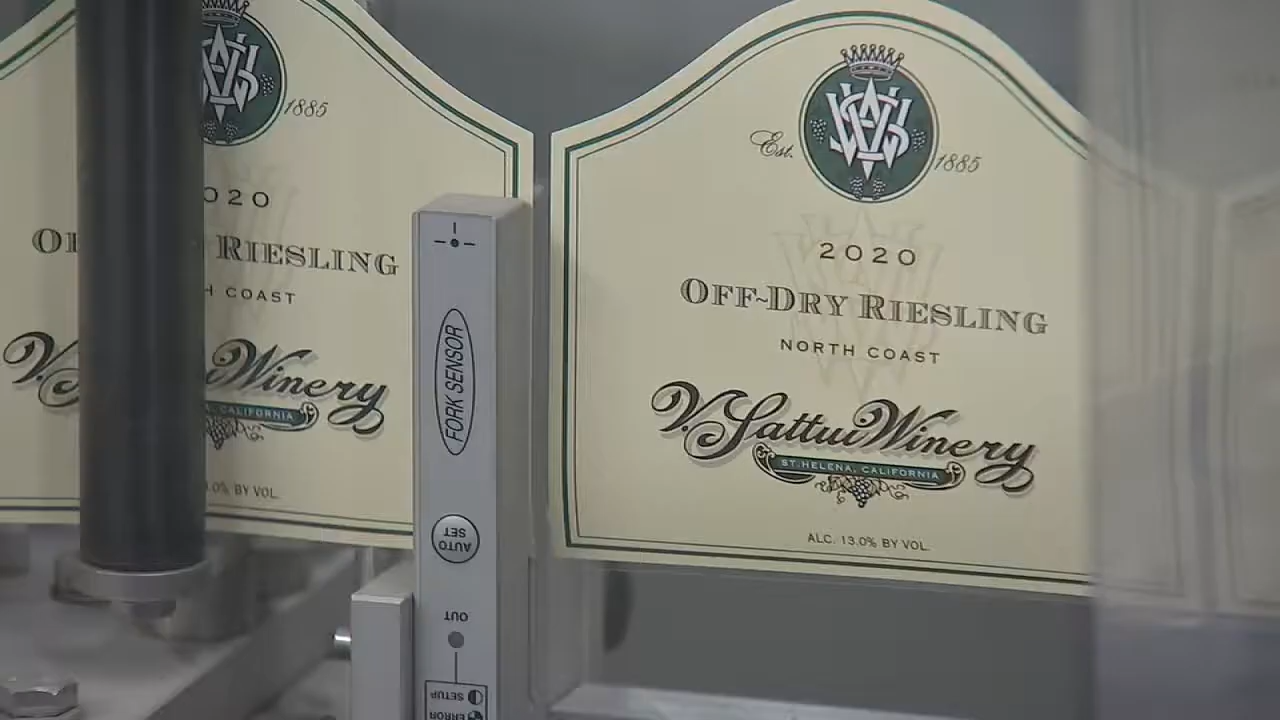 1885
2020
RIESLING
COAST
Winery
CALIFORNIA
BY VOL.
FORK SENSOR
AUTO
SET
OUT
SETUP
ERROR
Est. 1885
2020
OFF~DRY RIESLING
NORTH COAST
V. Sattui Winery
ST. HELENA, CALIFORNIA
ALC. 13.0% BY VOL.